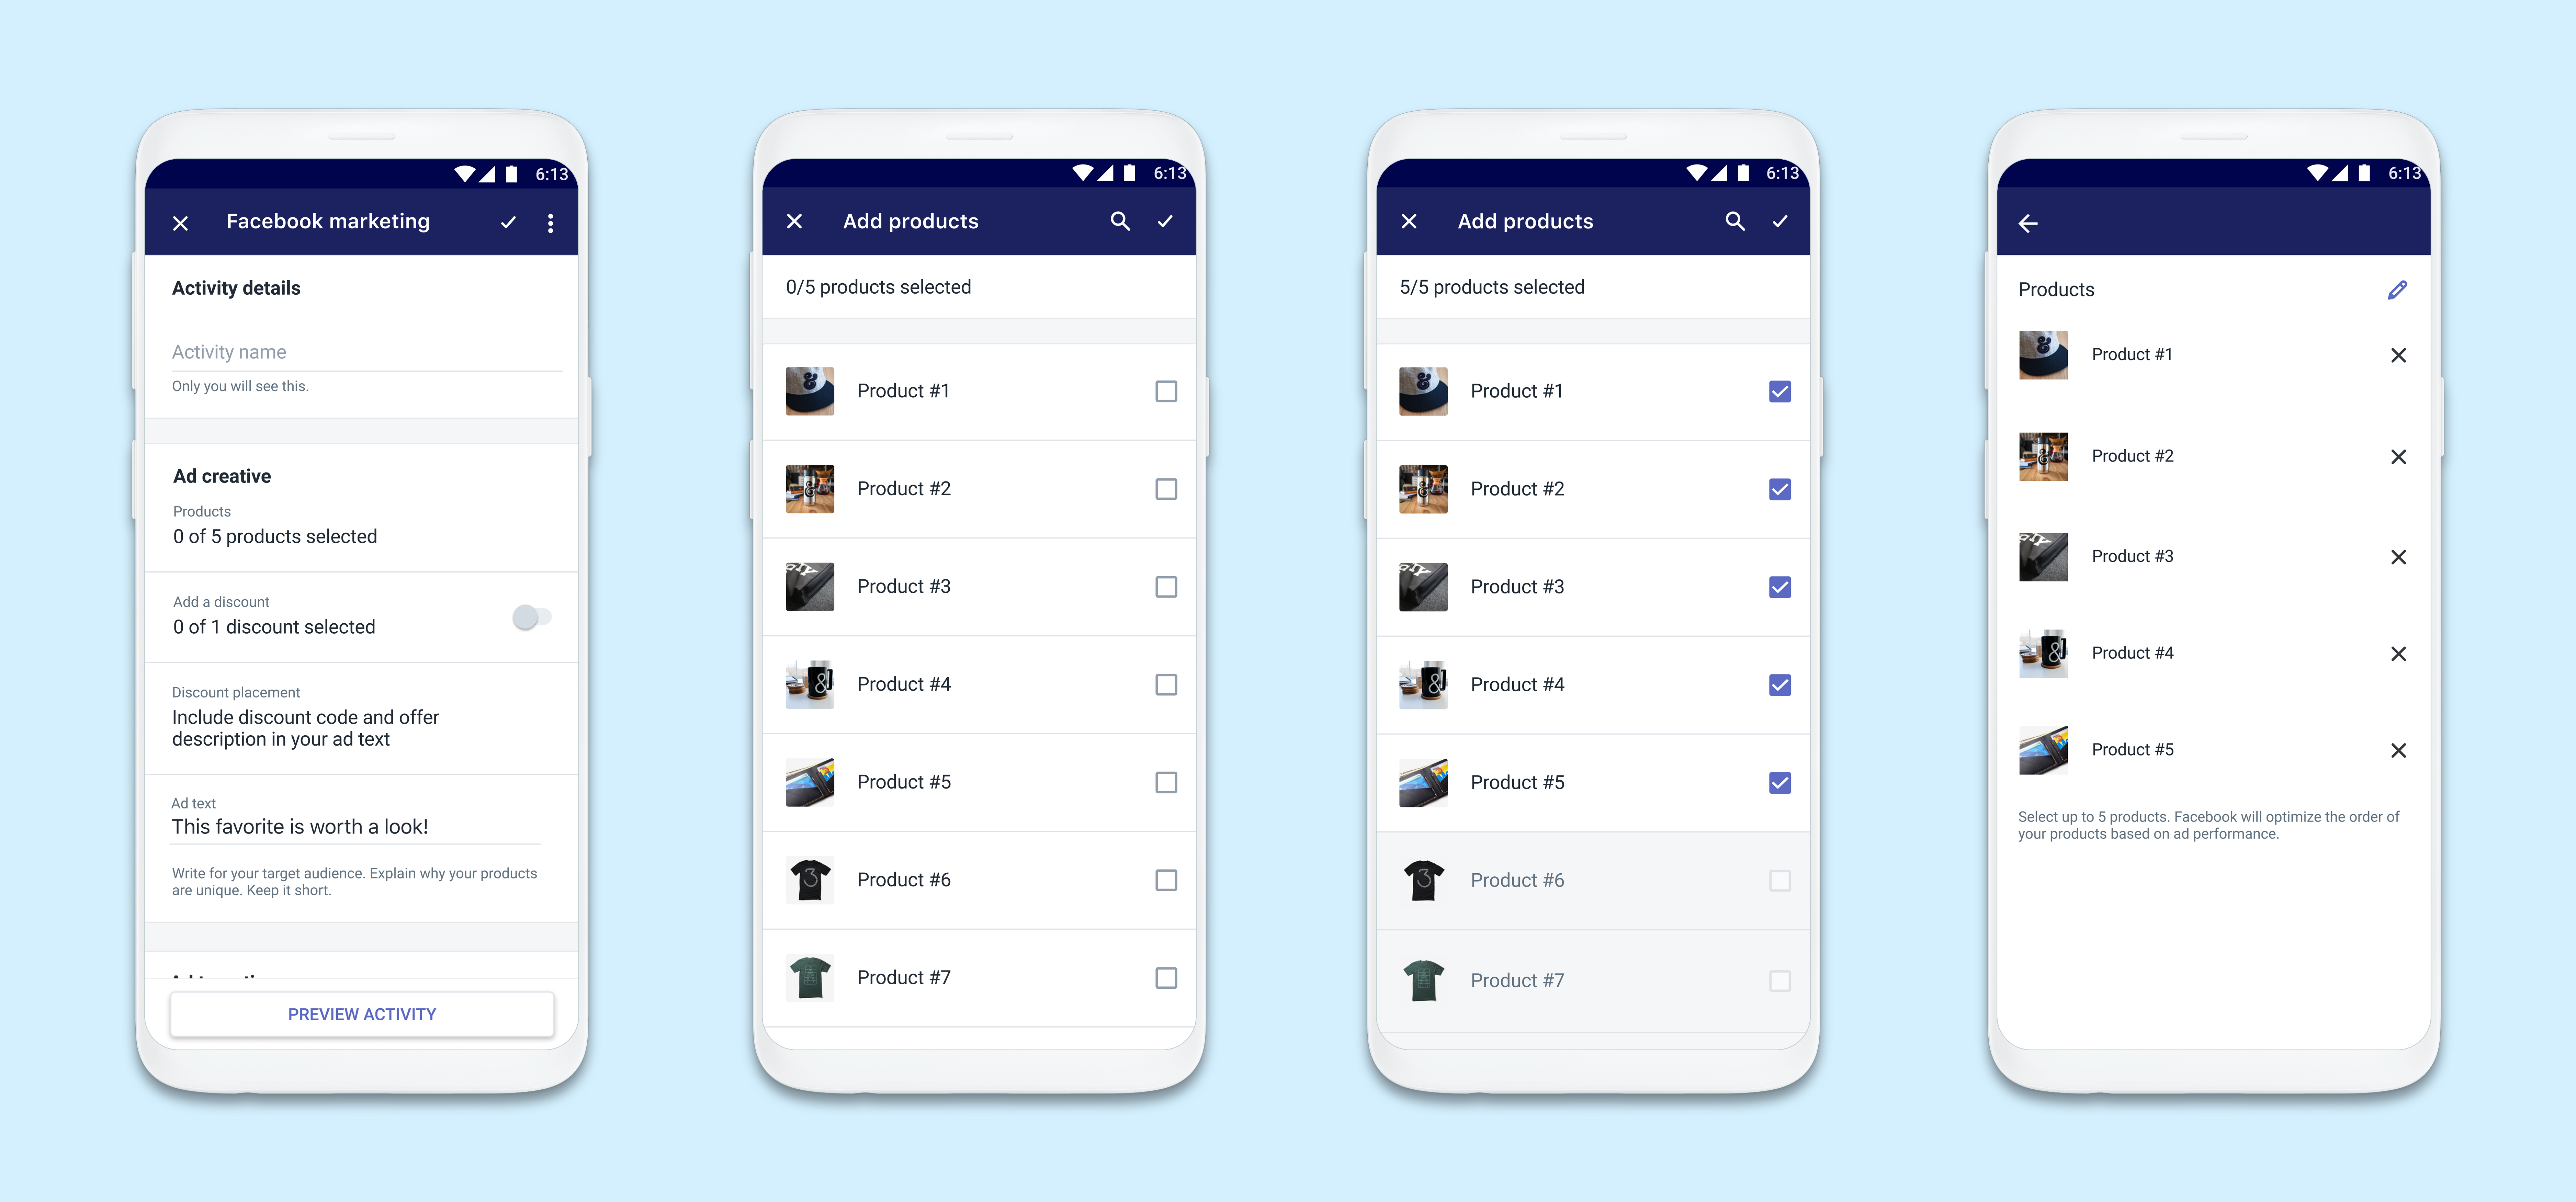 6:13
Facebook marketing
Activity details
Activity name
Only you will see this.
Ad creative
Products
0 of 5 products selected
Add a discount
0 of 1 discount selected
Discount placement
Include discount code and offer
description in your ad text
Ad text
This favorite is worth a look!
Write for your target audience. Explain why your products
are unique. Keep it short.
PREVIEW ACTIVITY
6:13
Add products
0/5 products selected
&
Product #1
&
Product #2
Product #3
&
Product #4
Product #5
3
Product #6
Product #7
6:13
Add products
5/5 products selected
&
Product #1
&
Product #2
Product #3
&
Product #4
Product #5
3
Product #6
Product #7
6:13
Products
&
Product #1
&
Product #2
Product #3
&
Product #4
Product #5
Select up to 5 products. Facebook will optimize the order of
your products based on ad performance.